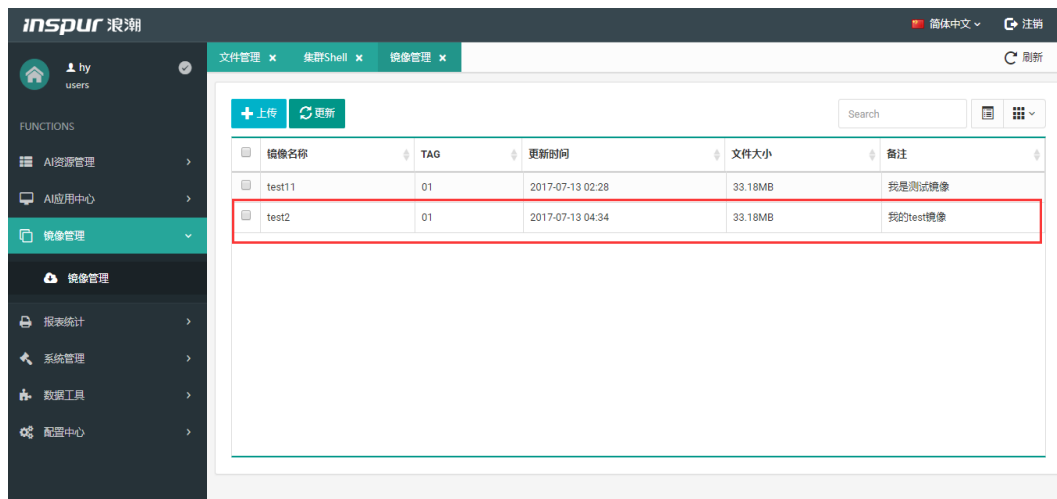 inspur 浪潮
简体中文
注销
hy
users
文件管理 ×
集群Shell ×
镜像管理 ×
刷新
FUNCTIONS
AI资源管理
AI应用中心
镜像管理
镜像管理
报表统计
系统管理
数据工具
配置中心
上传
更新
Search
镜像名称 TAG 更新时间 文件大小 备注
test11 01 2017-07-13 02:28 33.18MB 我是测试镜像
test2 01 2017-07-13 04:34 33.18MB 我的test镜像